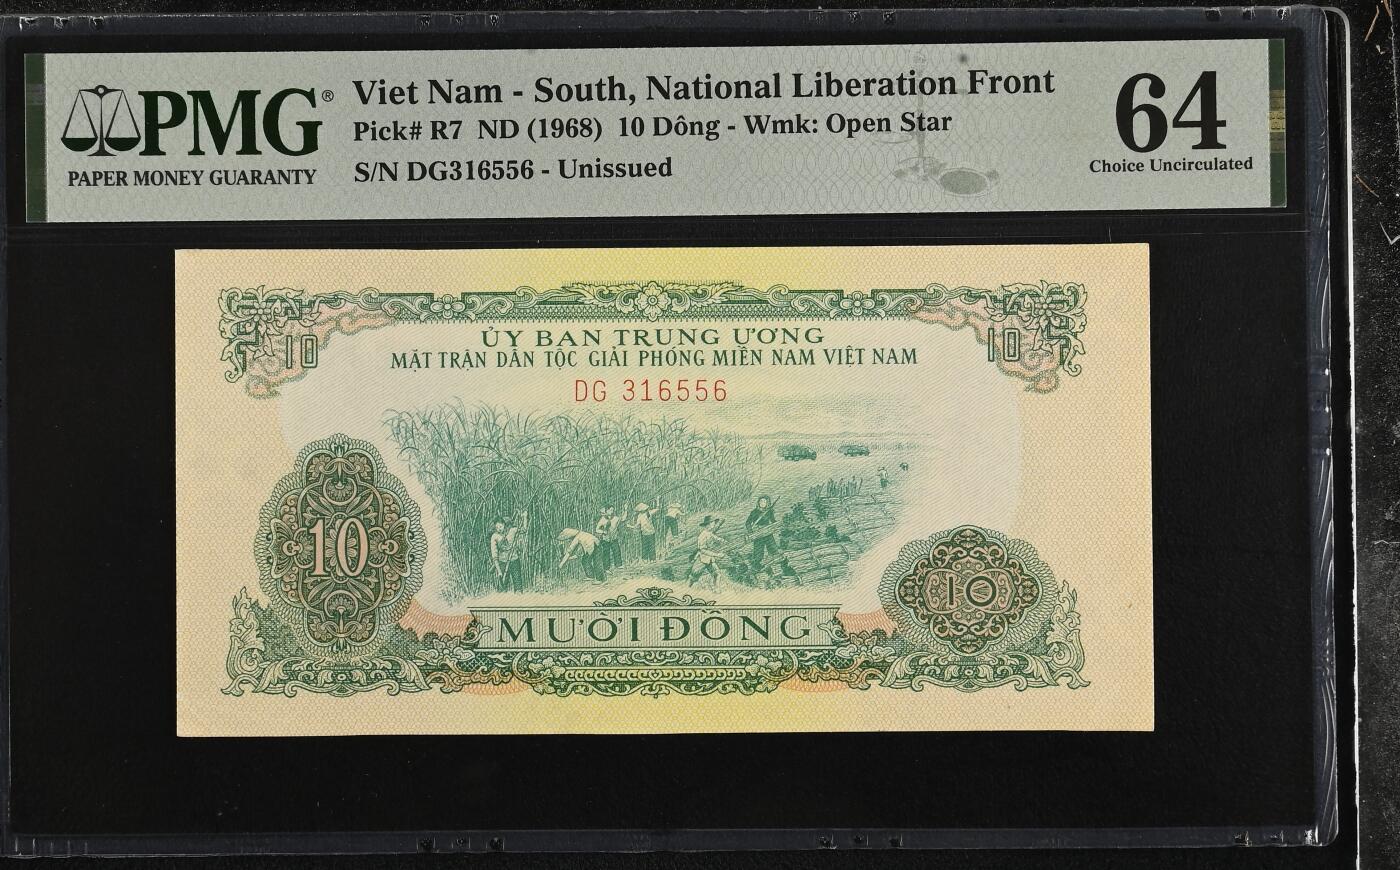 PMG®
PAPER MONEY GUARANTY
Viet Nam - South, National Liberation Front
Pick# R7 ND (1968) 10 Dông - Wmk: Open Star
S/N DG316556 - Unissued
64
Choice Uncirculated
ỦY BAN TRUNG ƯƠNG
MẶT TRẬN DÂN TỘC GIẢI PHÓNG MIỀN NAM VIỆT NAM
10
10
DG 316556
10
10
MƯỜI ĐỒNG